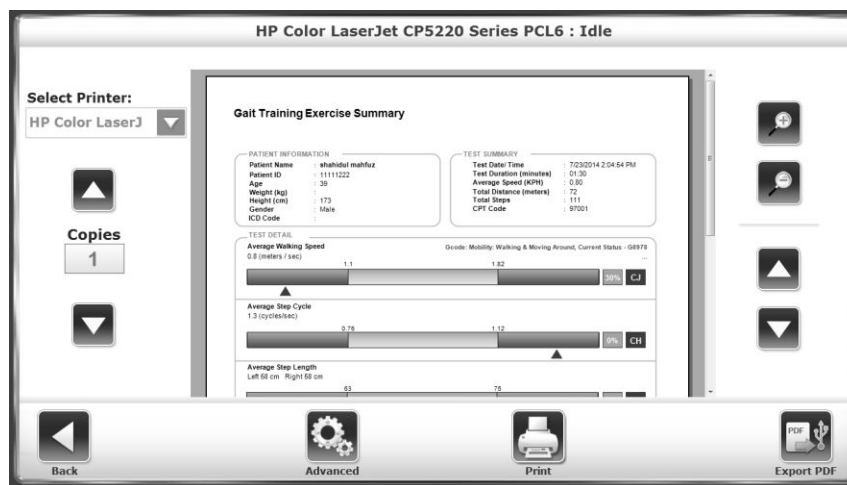 HP Color LaserJet CP5220 Series PCL6 : Idle
Select Printer:
HP Color LaserJ
Copies
1
Gait Training Exercise Summary
PATIENT INFORMATION
Patient Name : shahidul mahfuz
Patient ID : 11111222
Age : 39
Weight (kg) :
Height (cm) : 173
Gender : Male
ICD Code :
TEST SUMMARY
Test Date/ Time : 7/23/2014 2:04:54 PM
Test Duration (minutes) : 01:30
Average Speed (KPH) : 0.80
Total Distance (meters) : 72
Total Steps : 111
CPT Code : 97001
TEST DETAIL
Average Walking Speed Gcode: Mobility: Walking & Moving Around, Current Status - G8978
0.8 (meters / sec) ...
1.1 1.82
30% CJ
Average Step Cycle
1.3 (cycles/sec)
0.76 1.12
0% CH
Average Step Length
Left 58 cm Right 58 cm
63 75
Back
Advanced
Print
PDF
Export PDF